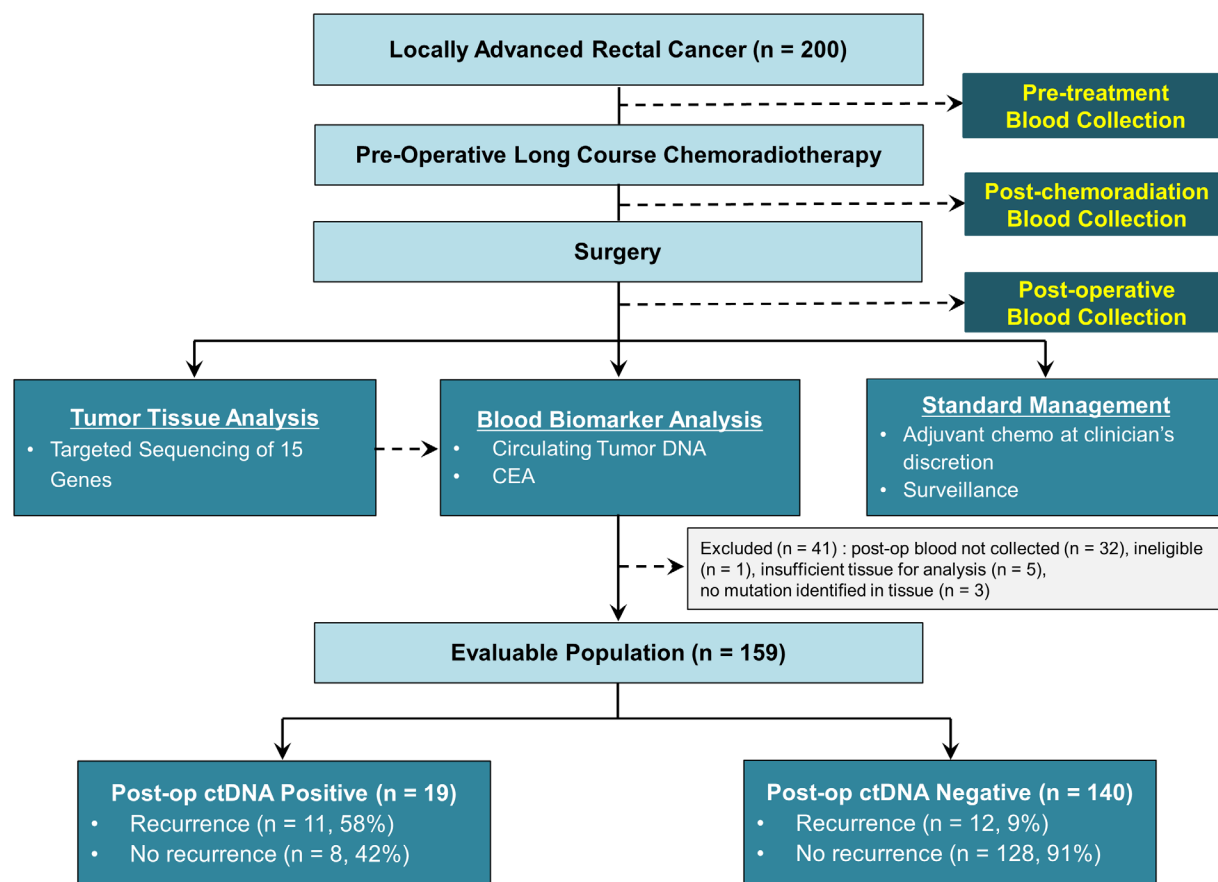 Locally Advanced Rectal Cancer (n = 200)
Pre-treatment
Blood Collection
Pre-Operative Long Course Chemoradiotherapy
Post-chemoradiation
Blood Collection
Surgery
Post-operative
Blood Collection
Tumor Tissue Analysis
• Targeted Sequencing of 15
Genes
Blood Biomarker Analysis
• Circulating Tumor DNA
• CEA
Standard Management
• Adjuvant chemo at clinician's
discretion
• Surveillance
Excluded (n = 41) : post-op blood not collected (n = 32), ineligible
(n = 1), insufficient tissue for analysis (n = 5),
no mutation identified in tissue (n = 3)
Evaluable Population (n = 159)
Post-op ctDNA Positive (n = 19)
• Recurrence (n = 11, 58%)
• No recurrence (n = 8, 42%)
Post-op ctDNA Negative (n = 140)
• Recurrence (n = 12, 9%)
• No recurrence (n = 128, 91%)